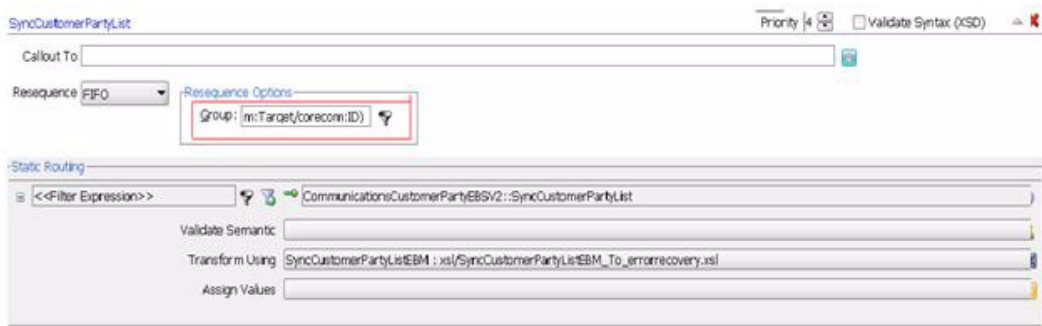 SyncCustomerPartyList Priority 4 Validate Syntax (XSD)
Callout To
Resequence FIFO Resequence Options
Group: m:Target/corecom:ID)
Static Routing
<<Filter Expression>> CommunicationsCustomerPartyEBSV2::SyncCustomerPartyList
Validate Semantic
Transform Using SyncCustomerPartyListEBM : xsl/SyncCustomerPartyListEBM_To_errorrecovery.xsl
Assign Values